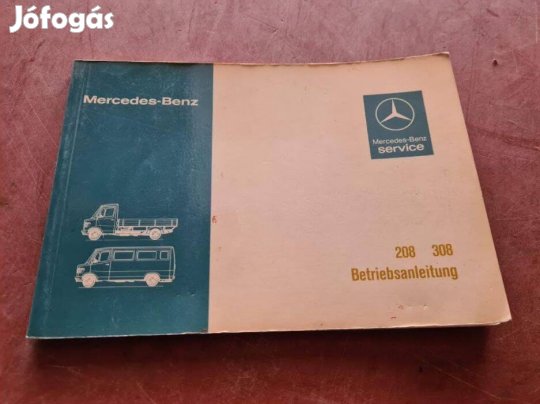 Jófogás
Mercedes-Benz
Mercedes-Benz
service
208 308
Betriebsanleitung